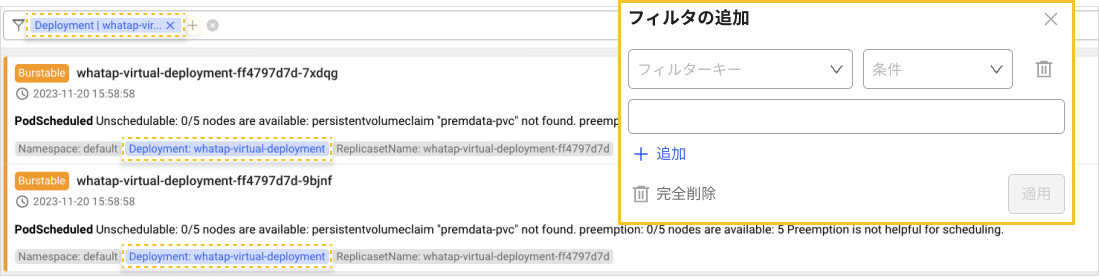 Deployment | whatap-vir...
フィルタの追加
フィルターキー
条件
追加
完全削除
適用
Burstable whatap-virtual-deployment-ff4797d7d-7xdqg
2023-11-20 15:58:58
PodScheduled Unschedulable: 0/5 nodes are available: persistentvolumeclaim "premdata-pvc" not found. preemp
Namespace: default Deployment: whatap-virtual-deployment ReplicasetName: whatap-virtual-deployment-ff4797d7d
Burstable whatap-virtual-deployment-ff4797d7d-9bjnf
2023-11-20 15:58:58
PodScheduled Unschedulable: 0/5 nodes are available: persistentvolumeclaim "premdata-pvc" not found. preemption: 0/5 nodes are available: 5 Preemption is not helpful for scheduling.
Namespace: default Deployment: whatap-virtual-deployment ReplicasetName: whatap-virtual-deployment-ff4797d7d